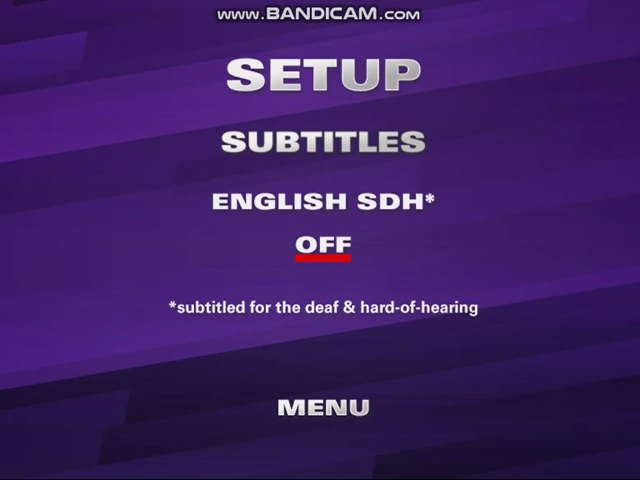 www.BANDICAM.com
SETUP
SUBTITLES
ENGLISH SDH*
OFF
*subtitled for the deaf & hard-of-hearing
MENU